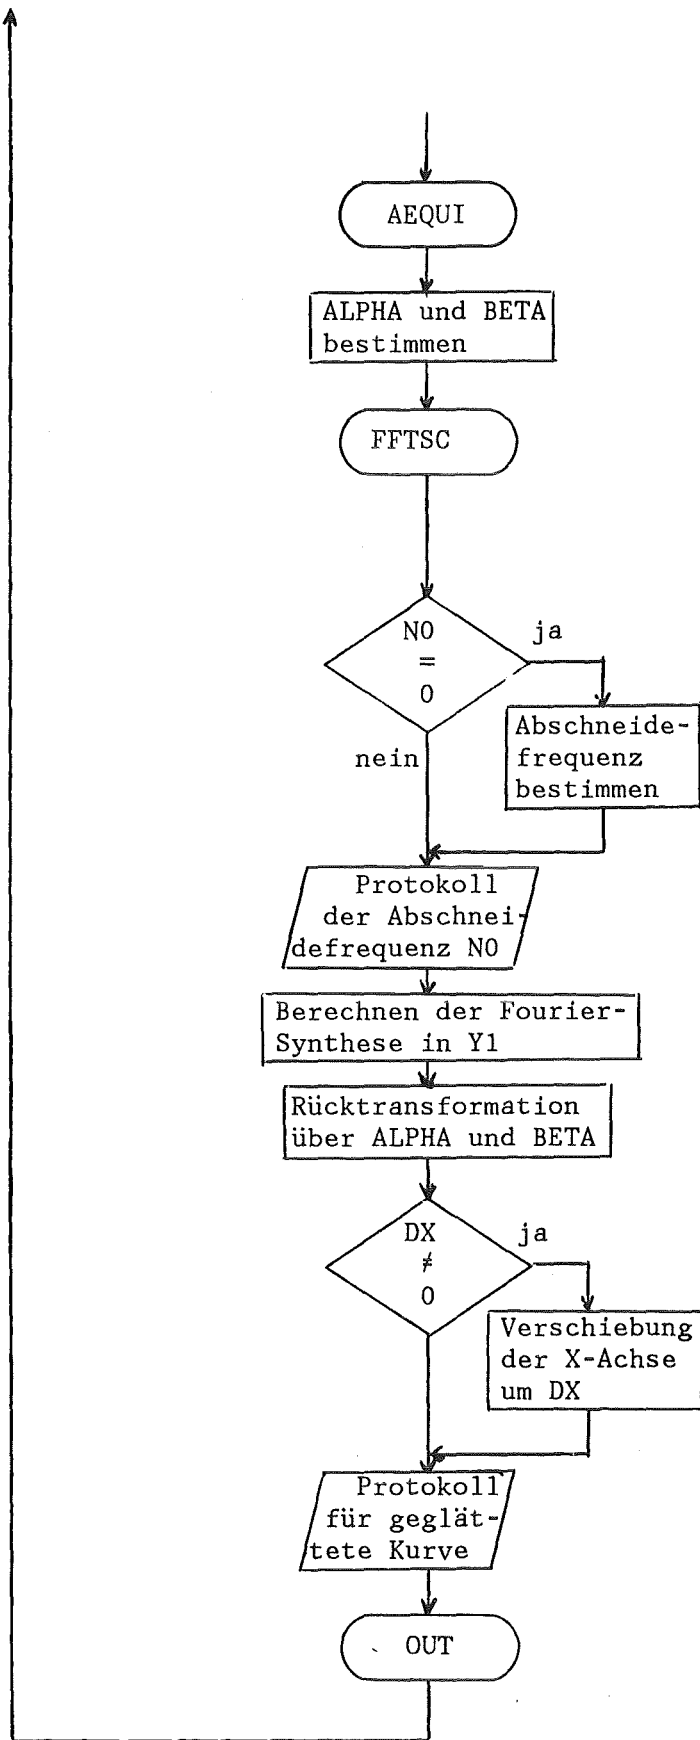 AEQUI
ALPHA und BETA
bestimmen
FFTSC
N0
=
0
ja
nein
Abschneide-
frequenz
bestimmen
Protokoll
der Abschnei-
defrequenz N0
Berechnen der Fourier-
Synthese in Y1
Rücktransformation
über ALPHA und BETA
DX
≠
0
ja
Verschiebung
der X-Achse
um DX
Protokoll
für geglät-
tete Kurve
OUT